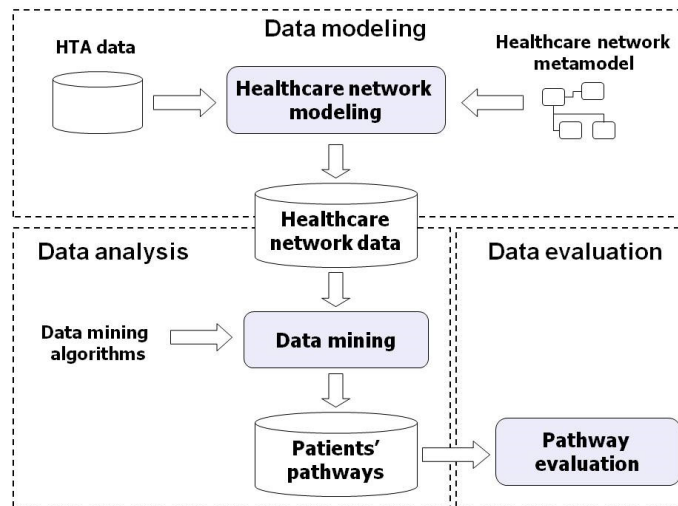 Data modeling
HTA data
Healthcare network
metamodel
Healthcare network
modeling
Healthcare
network data
Data analysis
Data evaluation
Data mining
algorithms
Data mining
Patients'
pathways
Pathway
evaluation